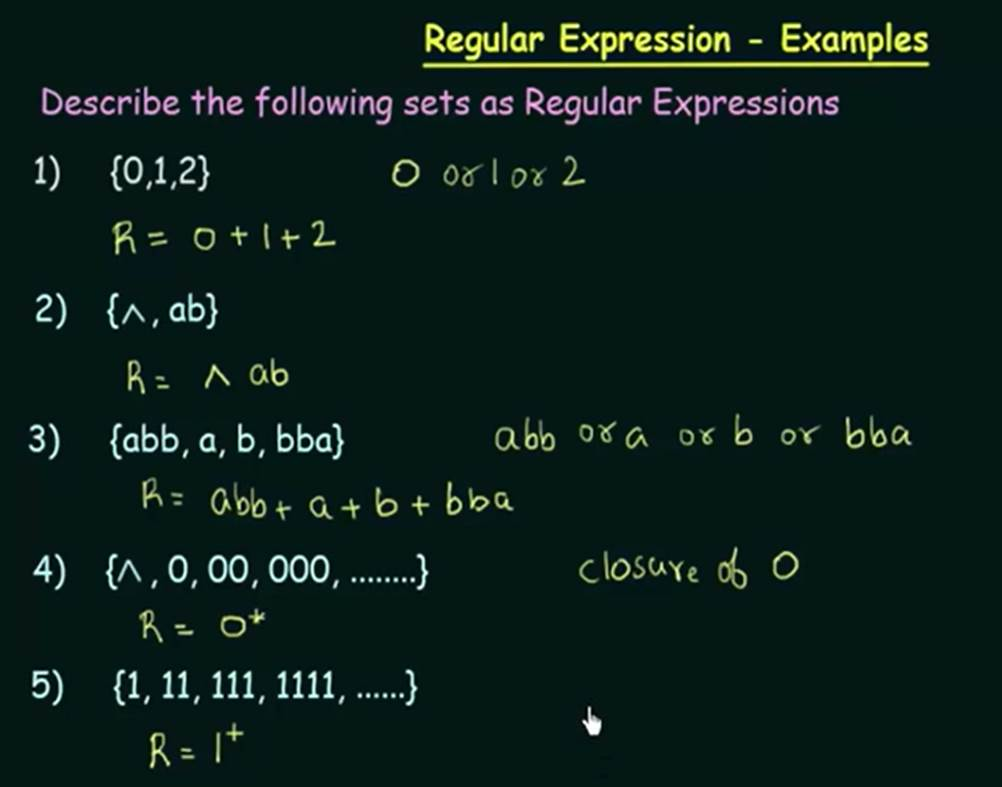 Regular Expression - Examples
Describe the following sets as Regular Expressions
1) {0,1,2} 0 or 1 or 2
R = 0 + 1 + 2
2) {∧, ab}
R = ∧ ab
3) {abb, a, b, bba} abb or a or b or bba
R = abb + a + b + bba
4) {∧, 0, 00, 000, ........} closure of 0
R = 0*
5) {1, 11, 111, 1111, ......}
R = 1⁺